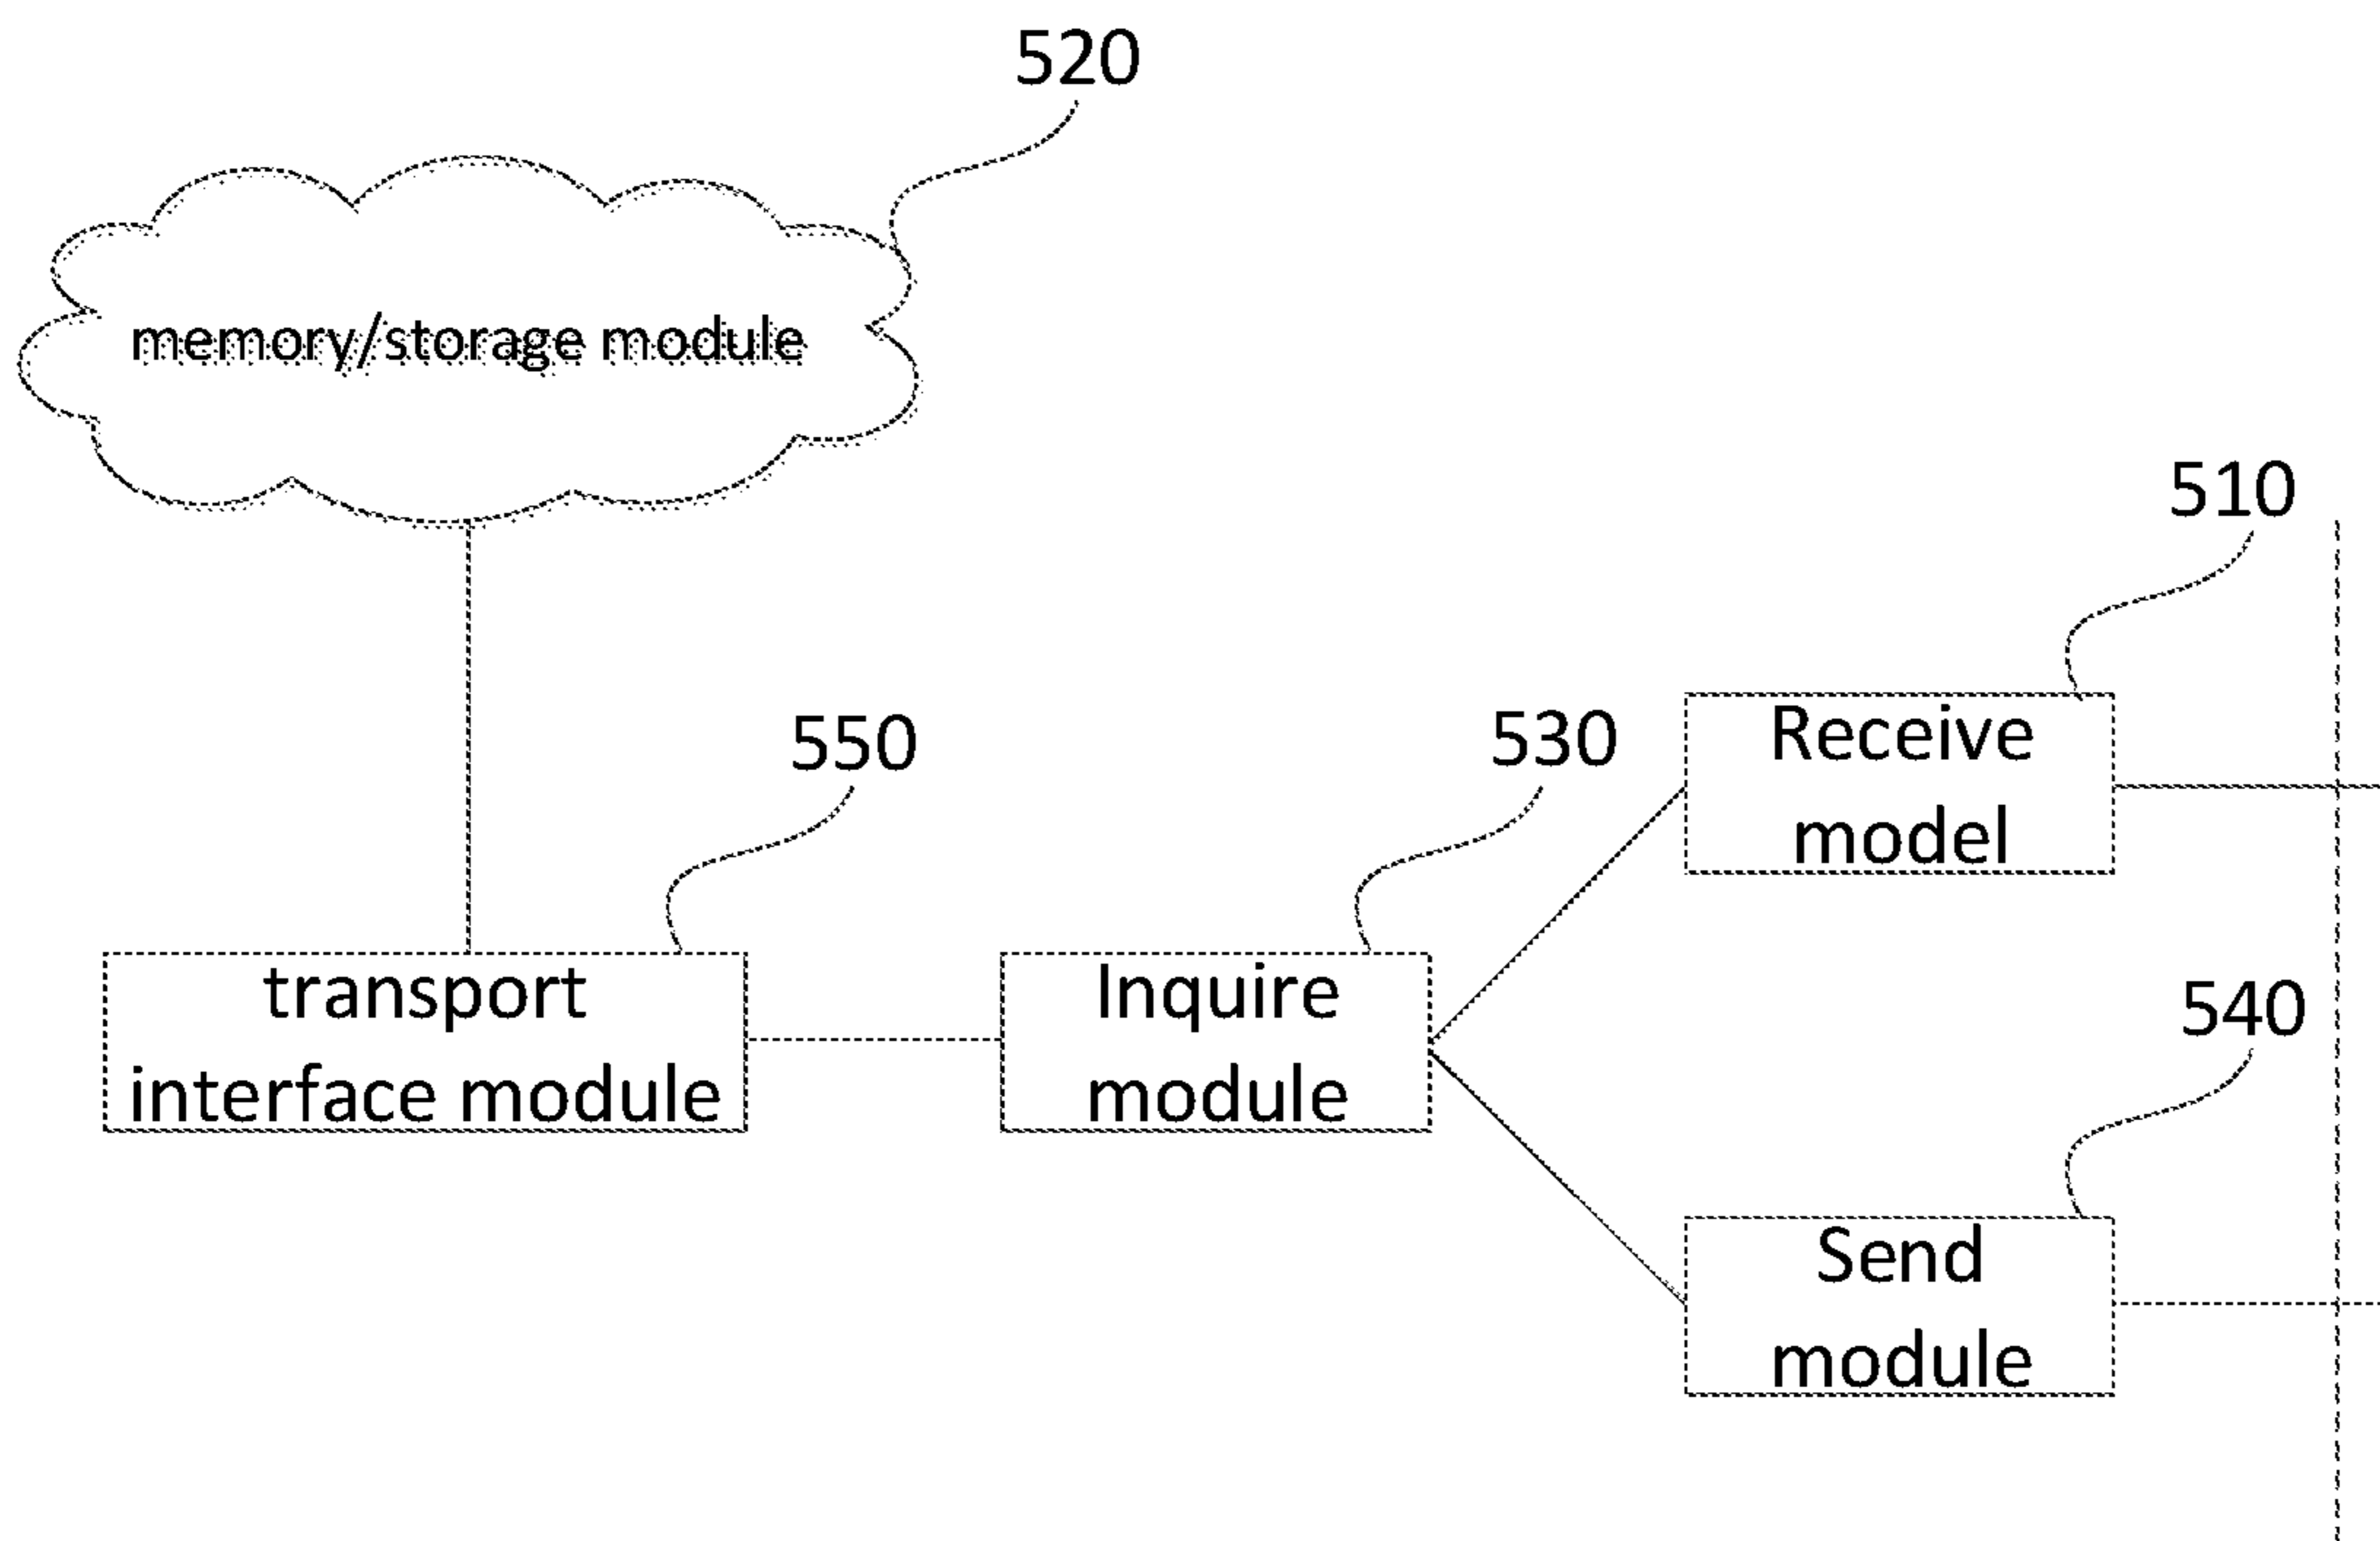 520
memory/storage module
510
550
530
Receive
model
transport
interface module
Inquire
module
540
Send
module